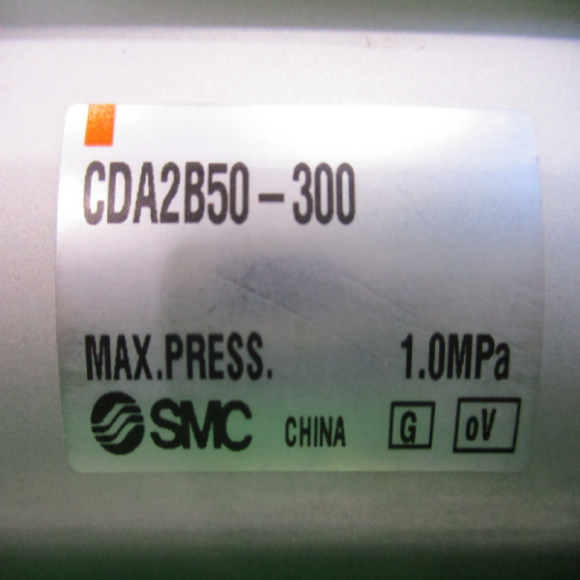 CDA2B50-300
MAX.PRESS. 1.0MPa
SMC CHINA G oV